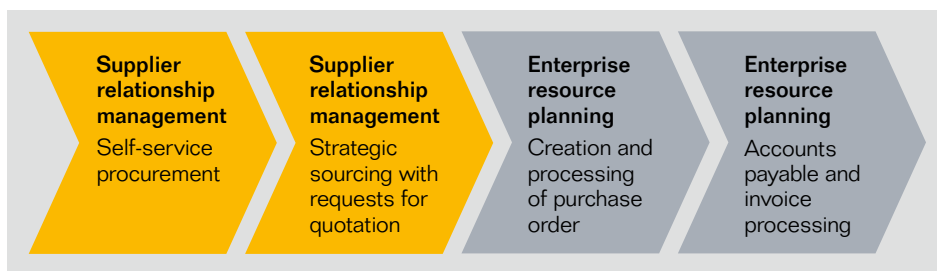 Supplier
relationship
management
Self-service
procurement
Supplier
relationship
management
Strategic
sourcing with
requests for
quotation
Enterprise
resource
planning
Creation and
processing
of purchase
order
Enterprise
resource
planning
Accounts
payable and
invoice
processing